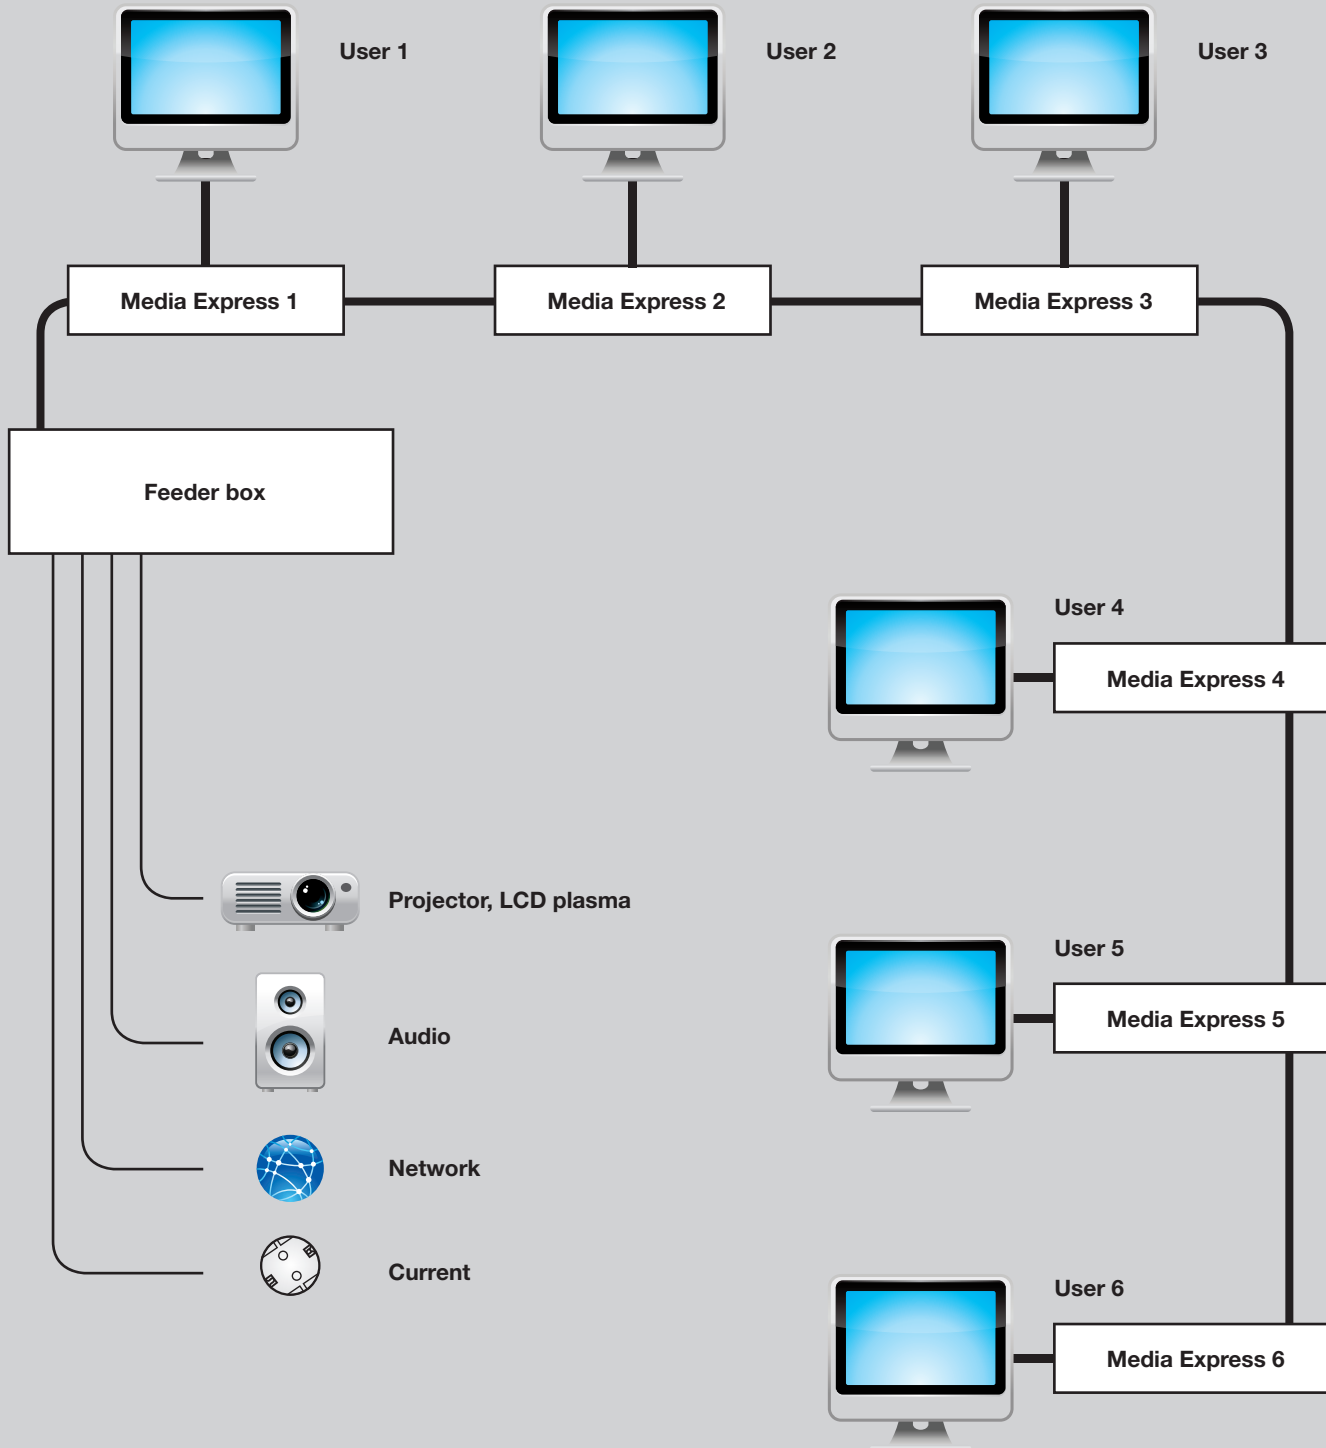 User 1
User 2
User 3
Media Express 1
Media Express 2
Media Express 3
Feeder box
User 4
Media Express 4
Projector, LCD plasma
User 5
Media Express 5
Audio
Network
Current
User 6
Media Express 6